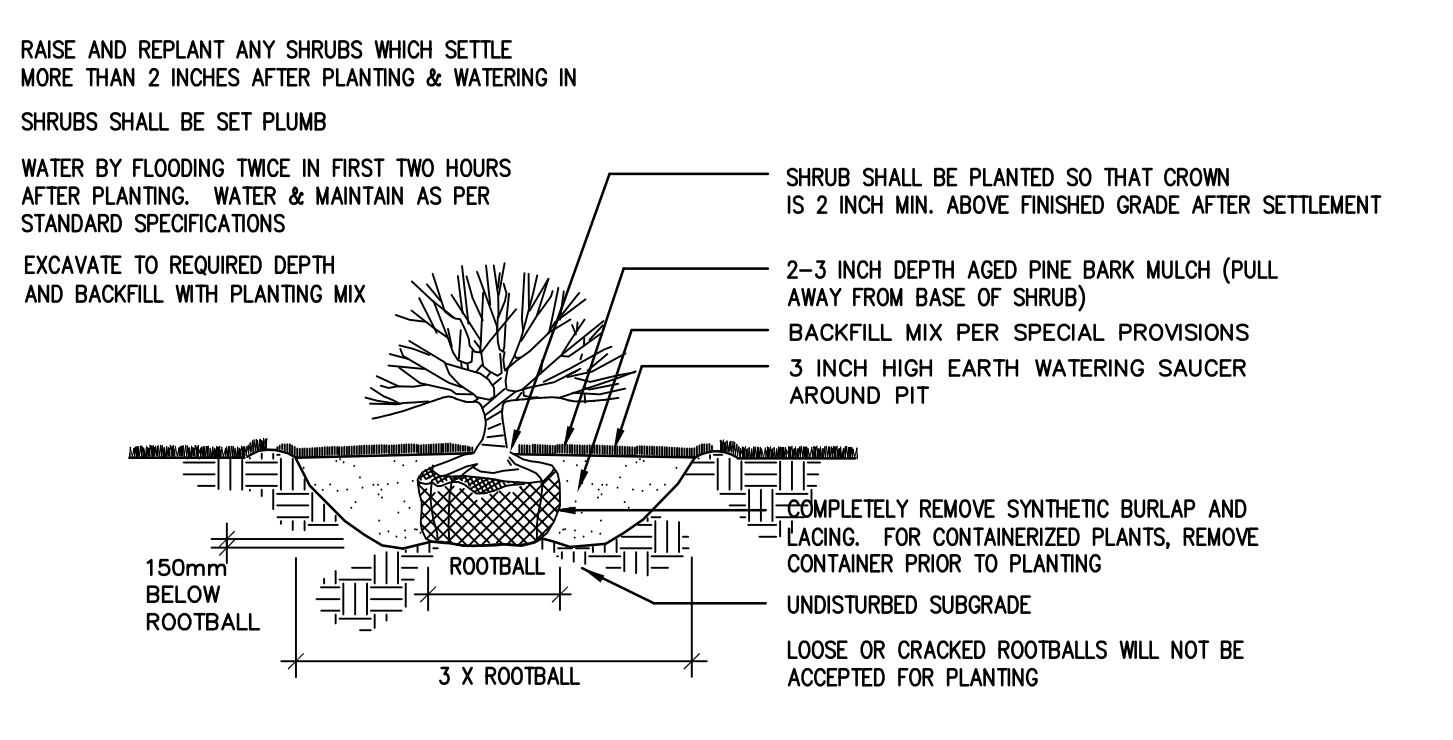 RAISE AND REPLANT ANY SHRUBS WHICH SETTLE
MORE THAN 2 INCHES AFTER PLANTING & WATERING IN
SHRUBS SHALL BE SET PLUMB
WATER BY FLOODING TWICE IN FIRST TWO HOURS
AFTER PLANTING. WATER & MAINTAIN AS PER
STANDARD SPECIFICATIONS
EXCAVATE TO REQUIRED DEPTH
AND BACKFILL WITH PLANTING MIX
SHRUB SHALL BE PLANTED SO THAT CROWN
IS 2 INCH MIN. ABOVE FINISHED GRADE AFTER SETTLEMENT
2-3 INCH DEPTH AGED PINE BARK MULCH (PULL
AWAY FROM BASE OF SHRUB)
BACKFILL MIX PER SPECIAL PROVISIONS
3 INCH HIGH EARTH WATERING SAUCER
AROUND PIT
COMPLETELY REMOVE SYNTHETIC BURLAP AND
LACING. FOR CONTAINERIZED PLANTS, REMOVE
CONTAINER PRIOR TO PLANTING
UNDISTURBED SUBGRADE
LOOSE OR CRACKED ROOTBALLS WILL NOT BE
ACCEPTED FOR PLANTING
150mm
BELOW
ROOTBALL
ROOTBALL
3 X ROOTBALL